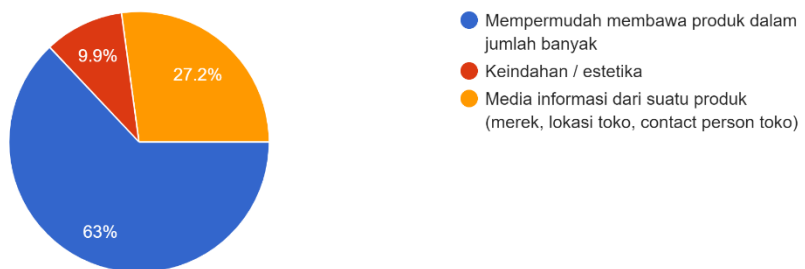 9.9%
27.2%
63%
Mempermudah membawa produk dalam
jumlah banyak
Keindahan / estetika
Media informasi dari suatu produk
(merek, lokasi toko, contact person toko)